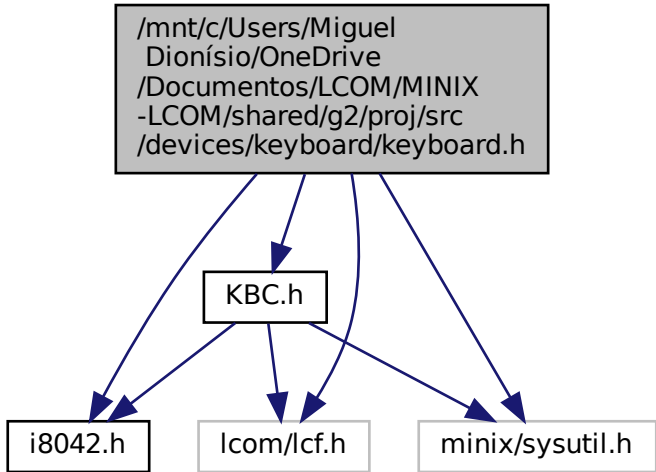 /mnt/c/Users/Miguel
Dionísio/OneDrive
/Documentos/LCOM/MINIX
-LCOM/shared/g2/proj/src
/devices/keyboard/keyboard.h
KBC.h
i8042.h
lcom/lcf.h
minix/sysutil.h